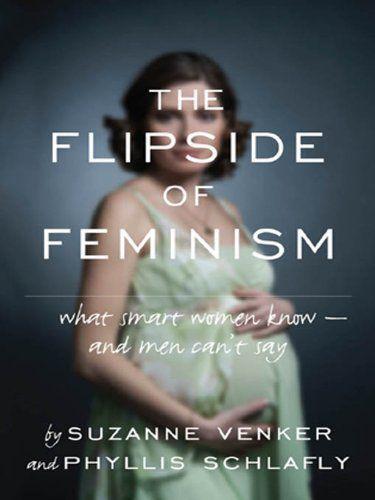 THE
FLIPSIDE
OF
FEMINISM
what smart women know —
and men can't say
by SUZANNE VENKER
and PHYLLIS SCHLAFLY